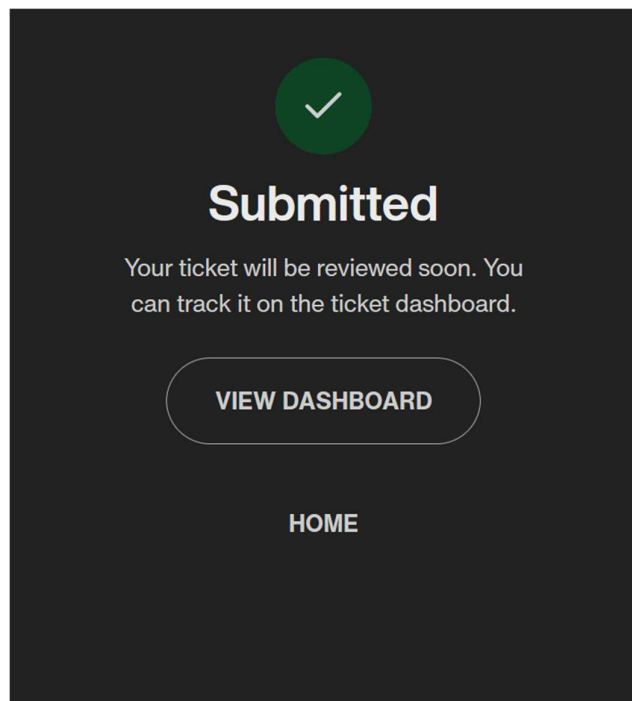 Submitted
Your ticket will be reviewed soon. You
can track it on the ticket dashboard.
VIEW DASHBOARD
HOME